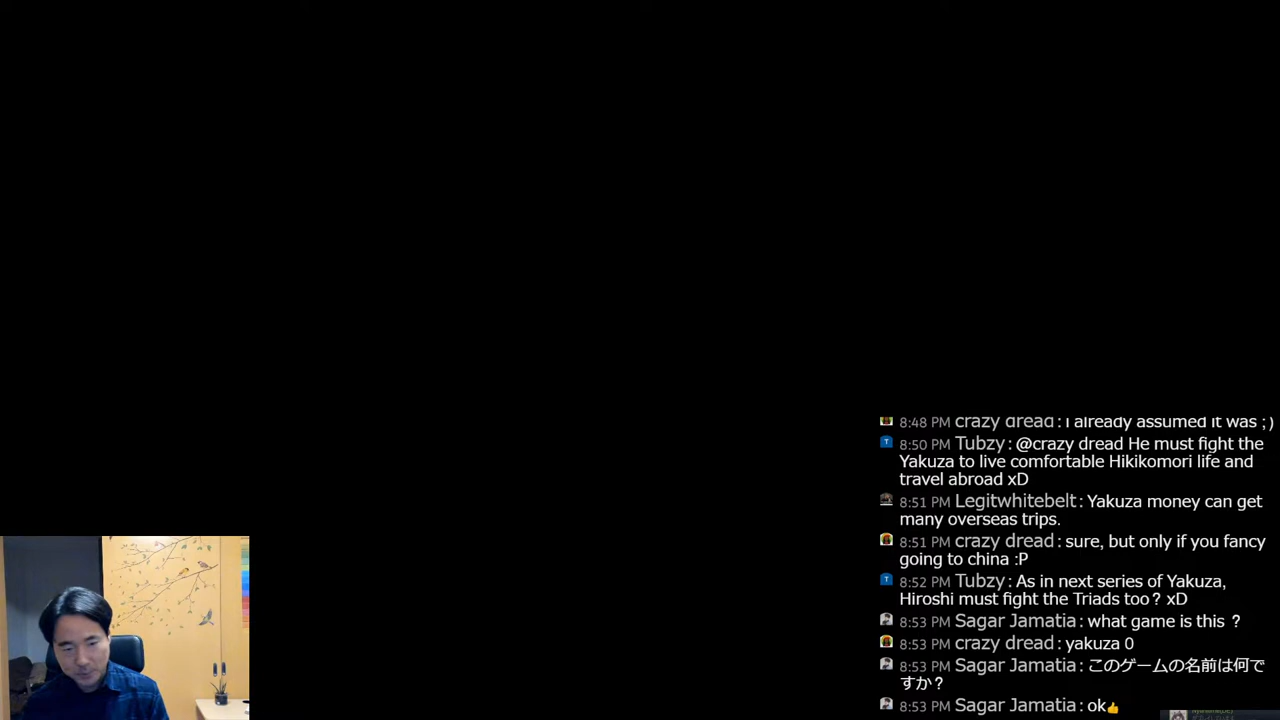 8:48 PM crazy dread: i already assumed it was ;)
8:50 PM Tubzy: @crazy dread He must fight the
Yakuza to live comfortable Hikikomori life and
travel abroad xD
8:51 PM Legitwhitebelt: Yakuza money can get
many overseas trips.
8:51 PM crazy dread: sure, but only if you fancy
going to china :P
8:52 PM Tubzy: As in next series of Yakuza,
Hiroshi must fight the Triads too? xD
8:53 PM Sagar Jamatia: what game is this ?
8:53 PM crazy dread: yakuza 0
8:53 PM Sagar Jamatia: このゲームの名前は何で
すか?
8:53 PM Sagar Jamatia: ok👍